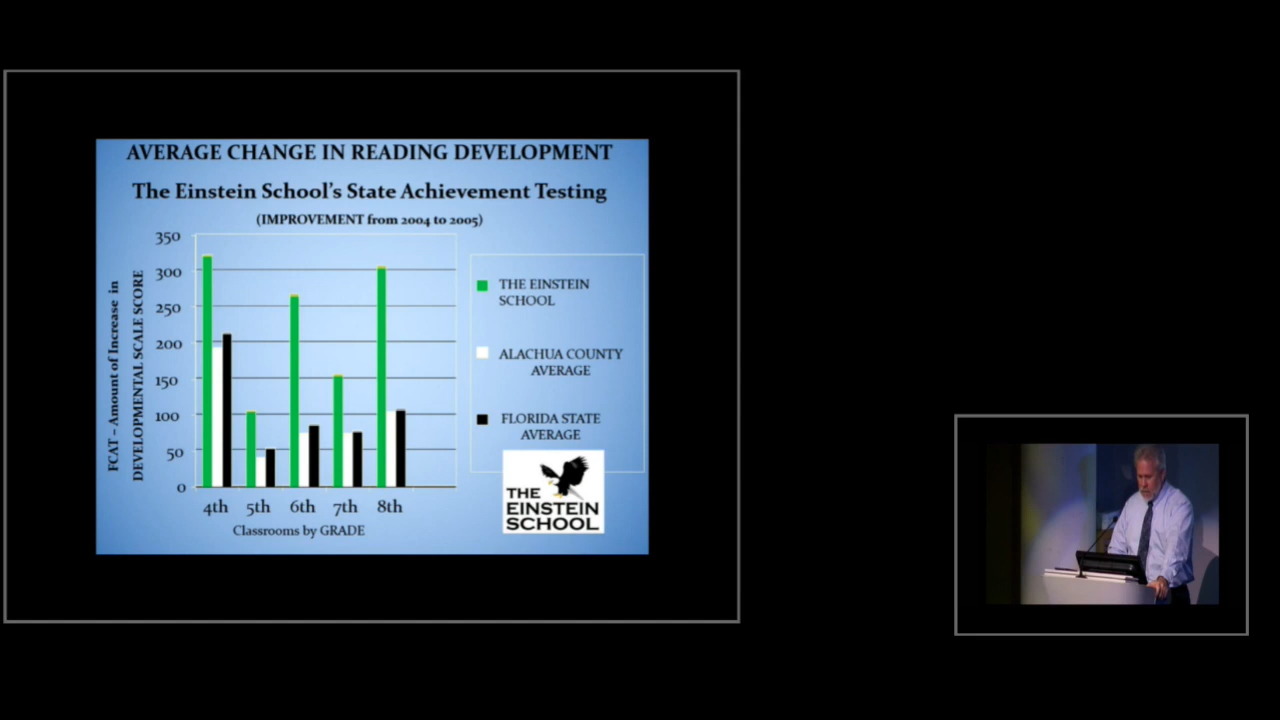 AVERAGE CHANGE IN READING DEVELOPMENT
The Einstein School's State Achievement Testing
(IMPROVEMENT from 2004 to 2005)
FCAT – Amount of Increase in
DEVELOPMENTAL SCALE SCORE
350
300
250
200
150
100
50
0
4th 5th 6th 7th 8th
Classrooms by GRADE
THE EINSTEIN
SCHOOL
ALACHUA COUNTY
AVERAGE
FLORIDA STATE
AVERAGE
THE
EINSTEIN
SCHOOL